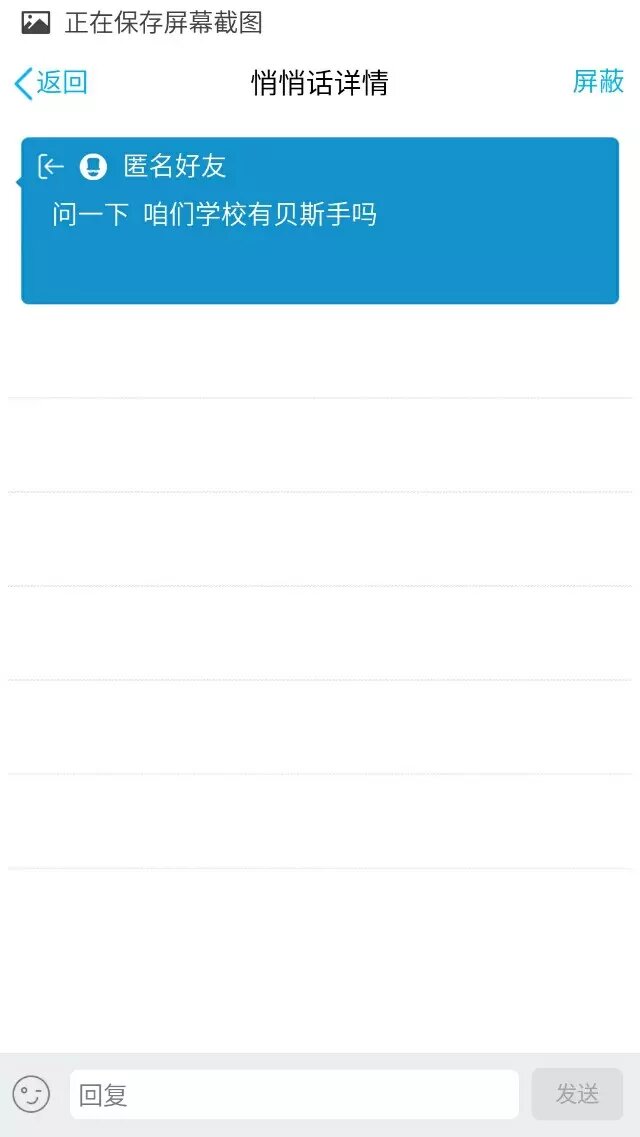 正在保存屏幕截图
返回
悄悄话详情
屏蔽
匿名好友
问一下 咱们学校有贝斯手吗
回复
发送